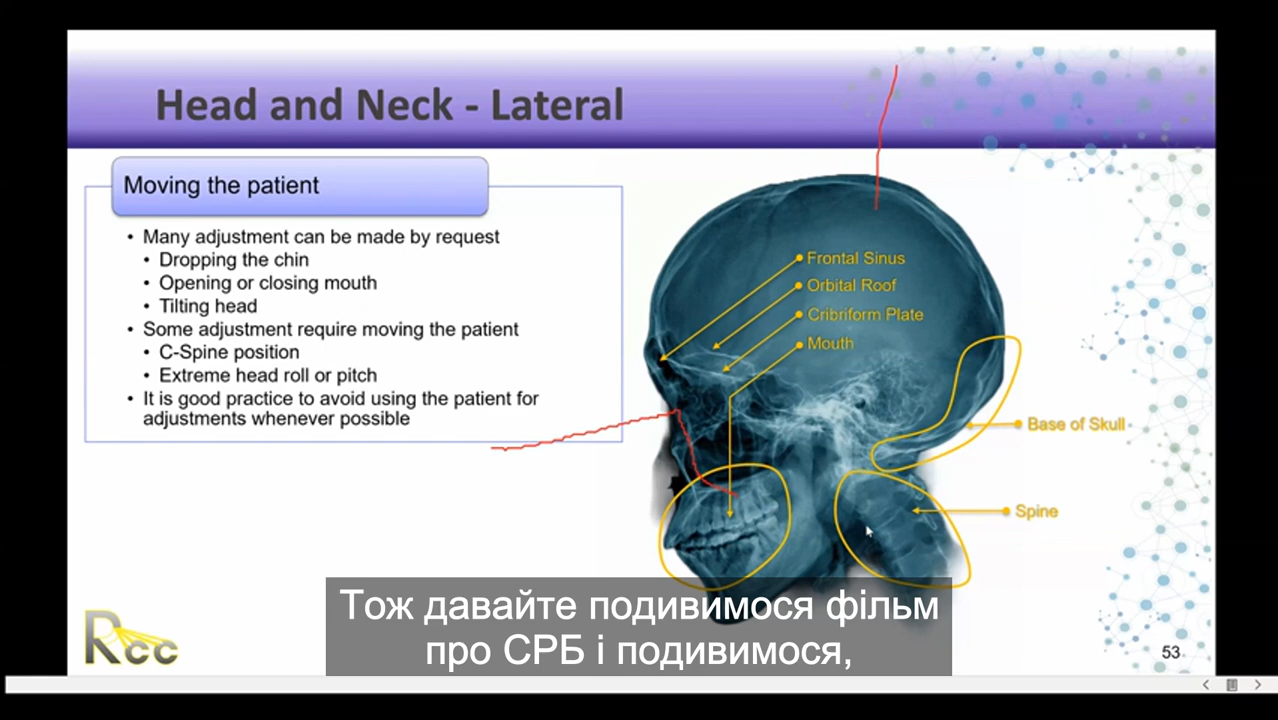 Head and Neck - Lateral
Moving the patient
• Many adjustment can be made by request
• Dropping the chin
• Opening or closing mouth
• Tilting head
• Some adjustment require moving the patient
• C-Spine position
• Extreme head roll or pitch
• It is good practice to avoid using the patient for
adjustments whenever possible
Frontal Sinus
Orbital Roof
Cribriform Plate
Mouth
Base of Skull
Spine
Тож давайте подивимося фільм
про СРБ і подивимося,
Rcc
53